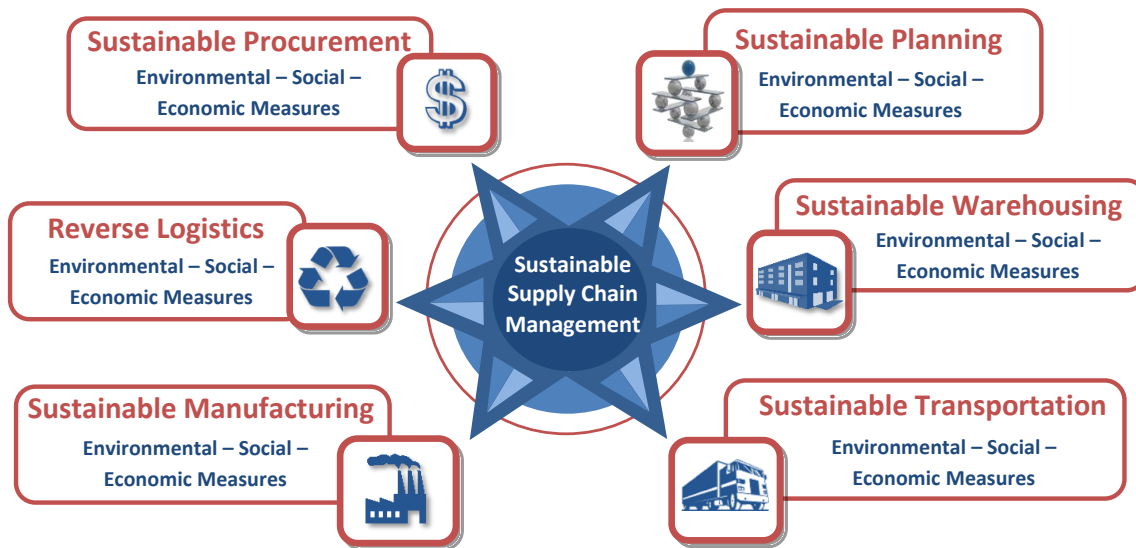 Sustainable Procurement
Environmental – Social –
Economic Measures
Sustainable Planning
Environmental – Social –
Economic Measures
Reverse Logistics
Environmental – Social –
Economic Measures
Sustainable
Supply Chain
Management
Sustainable Warehousing
Environmental – Social –
Economic Measures
Sustainable Manufacturing
Environmental – Social –
Economic Measures
Sustainable Transportation
Environmental – Social –
Economic Measures